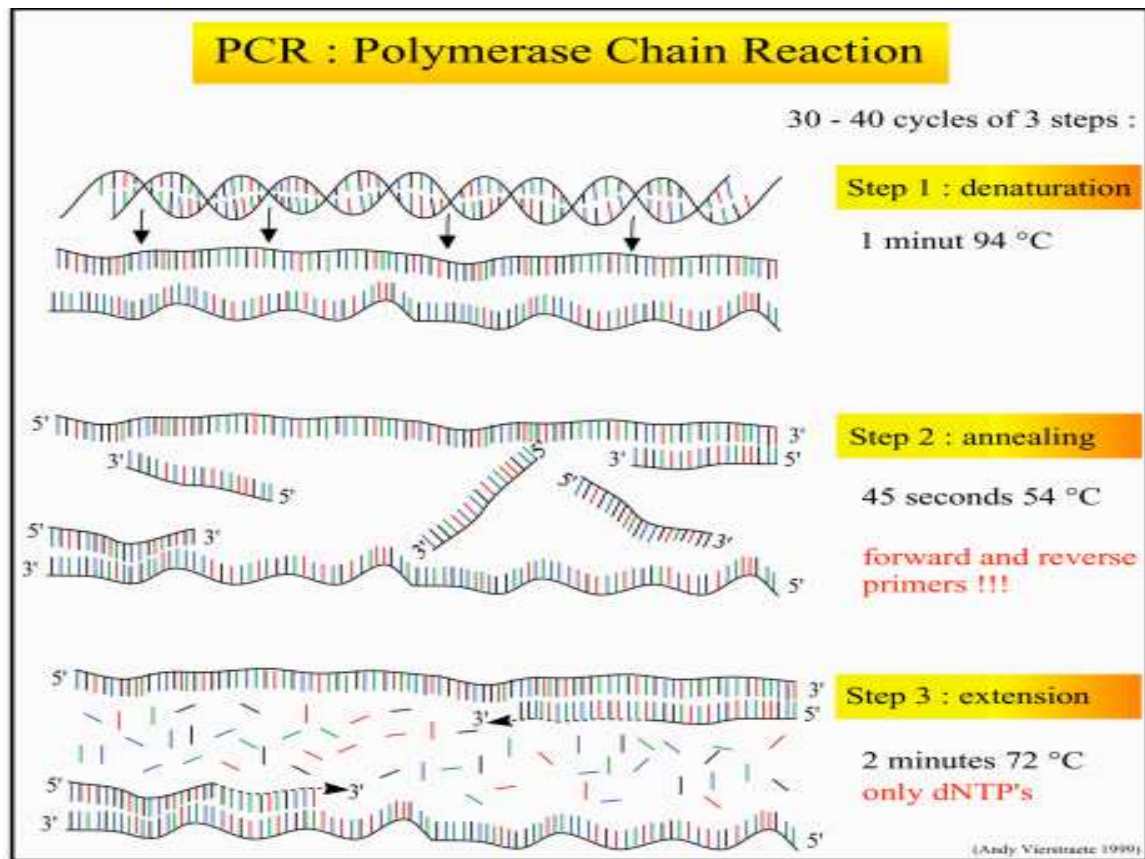 PCR : Polymerase Chain Reaction
30 - 40 cycles of 3 steps :
Step 1 : denaturation
1 minut 94 °C
5'
3'
Step 2 : annealing
3'
5'
5
3'
5'
5'
45 seconds 54 °C
5'
3'
3'
3'
3'
forward and reverse
primers !!!
5'
5'
3'
Step 3 : extension
3'
5'
2 minutes 72 °C
5'
3'
only dNTP's
3'
5'
(Andy Vierstraete 1999)